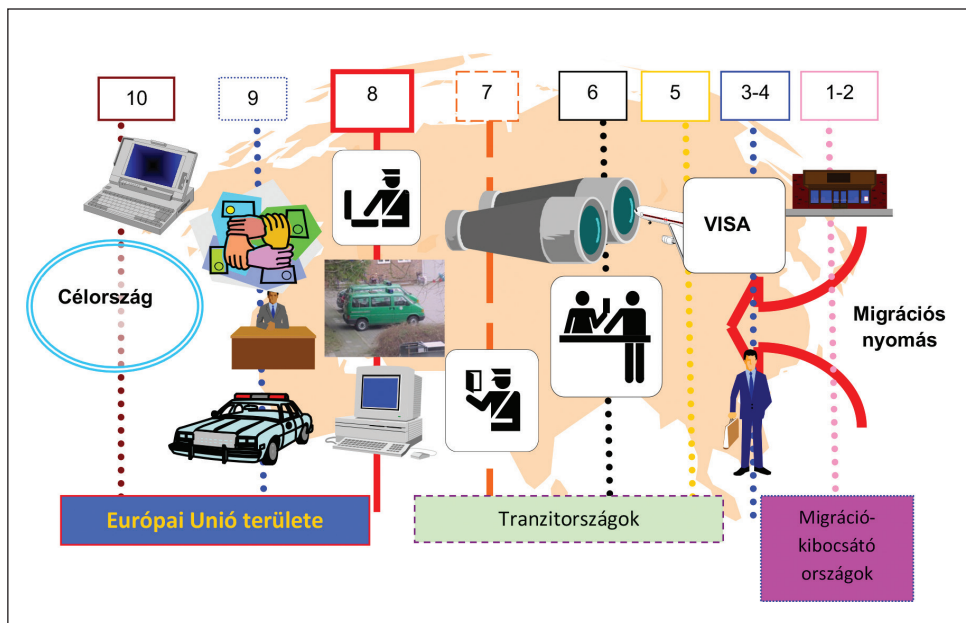 10
9
8
7
6
5
3-4
1-2
VISA
Célország
Migrációs
nyomás
Európai Unió területe
Tranzitországok
Migráció-
kibocsátó
országok